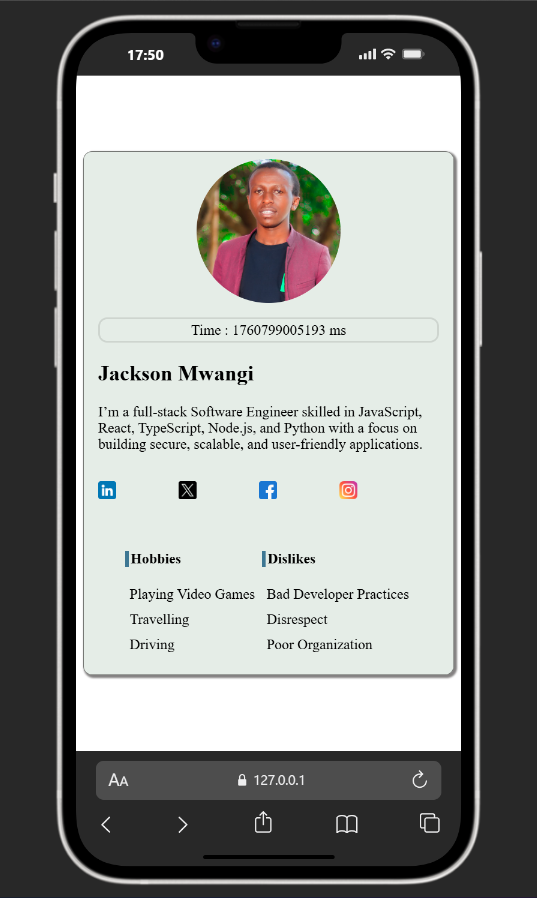 17:50
Time : 1760799005193 ms
Jackson Mwangi
I'm a full-stack Software Engineer skilled in JavaScript,
React, TypeScript, Node.js, and Python with a focus on
building secure, scalable, and user-friendly applications.
in
X
f
Hobbies
Dislikes
Playing Video Games
Bad Developer Practices
Travelling
Disrespect
Driving
Poor Organization
AA
127.0.0.1